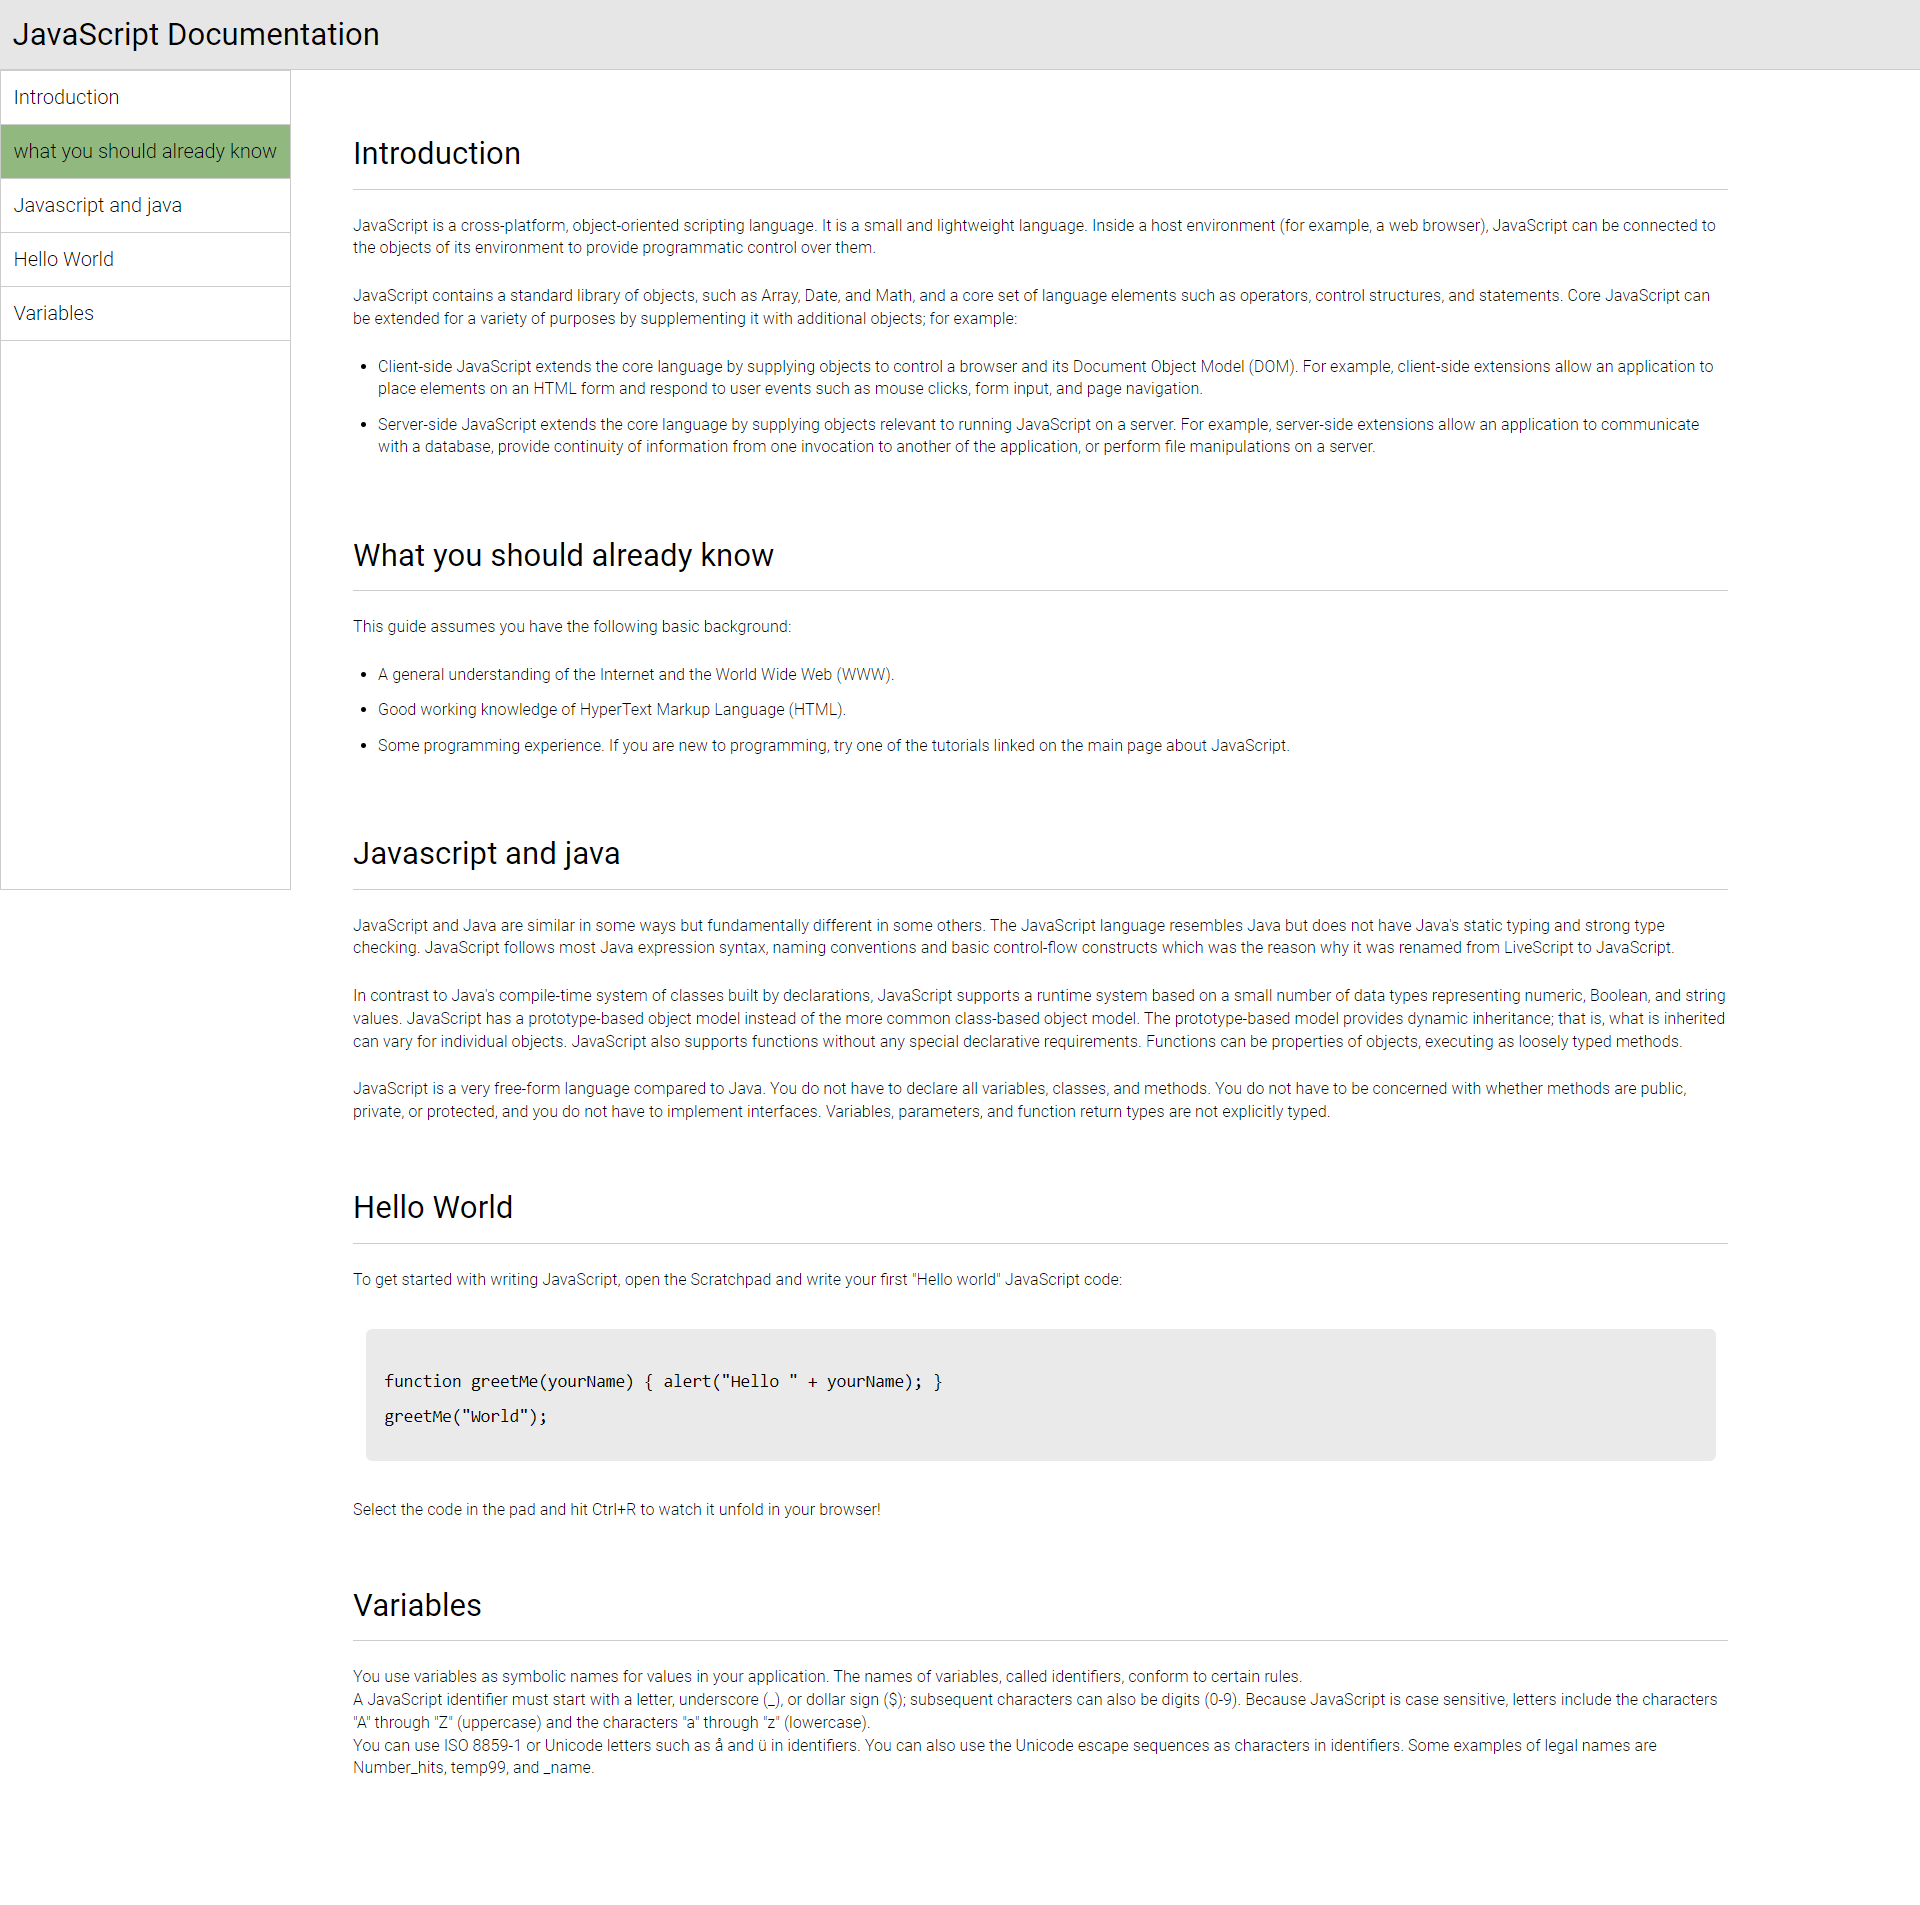 JavaScript Documentation
Introduction
what you should already know
Javascript and java
Hello World
Variables
Introduction
JavaScript is a cross-platform, object-oriented scripting language. It is a small and lightweight language. Inside a host environment (for example, a web browser), JavaScript can be connected to
the objects of its environment to provide programmatic control over them.
JavaScript contains a standard library of objects, such as Array, Date, and Math, and a core set of language elements such as operators, control structures, and statements. Core JavaScript can
be extended for a variety of purposes by supplementing it with additional objects; for example:
• Client-side JavaScript extends the core language by supplying objects to control a browser and its Document Object Model (DOM). For example, client-side extensions allow an application to
place elements on an HTML form and respond to user events such as mouse clicks, form input, and page navigation.
• Server-side JavaScript extends the core language by supplying objects relevant to running JavaScript on a server. For example, server-side extensions allow an application to communicate
with a database, provide continuity of information from one invocation to another of the application, or perform file manipulations on a server.
What you should already know
This guide assumes you have the following basic background:
• A general understanding of the Internet and the World Wide Web (WWW).
• Good working knowledge of HyperText Markup Language (HTML).
• Some programming experience. If you are new to programming, try one of the tutorials linked on the main page about JavaScript.
Javascript and java
JavaScript and Java are similar in some ways but fundamentally different in some others. The JavaScript language resembles Java but does not have Java's static typing and strong type
checking. JavaScript follows most Java expression syntax, naming conventions and basic control-flow constructs which was the reason why it was renamed from LiveScript to JavaScript.
In contrast to Java's compile-time system of classes built by declarations, JavaScript supports a runtime system based on a small number of data types representing numeric, Boolean, and string
values. JavaScript has a prototype-based object model instead of the more common class-based object model. The prototype-based model provides dynamic inheritance; that is, what is inherited
can vary for individual objects. JavaScript also supports functions without any special declarative requirements. Functions can be properties of objects, executing as loosely typed methods.
JavaScript is a very free-form language compared to Java. You do not have to declare all variables, classes, and methods. You do not have to be concerned with whether methods are public,
private, or protected, and you do not have to implement interfaces. Variables, parameters, and function return types are not explicitly typed.
Hello World
To get started with writing JavaScript, open the Scratchpad and write your first "Hello world" JavaScript code:
function greetMe(yourName) { alert("Hello " + yourName); }
greetMe("World");
Select the code in the pad and hit Ctrl+R to watch it unfold in your browser!
Variables
You use variables as symbolic names for values in your application. The names of variables, called identifiers, conform to certain rules.
A JavaScript identifier must start with a letter, underscore (_), or dollar sign ($); subsequent characters can also be digits (0-9). Because JavaScript is case sensitive, letters include the characters
"A" through "Z" (uppercase) and the characters "a" through "z" (lowercase).
You can use ISO 8859-1 or Unicode letters such as å and ü in identifiers. You can also use the Unicode escape sequences as characters in identifiers. Some examples of legal names are
Number_hits, temp99, and _name.